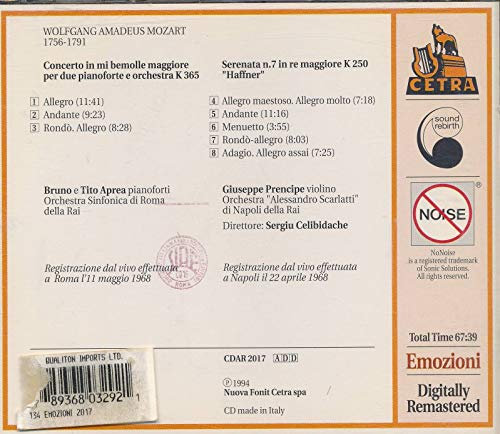 WOLFGANG AMADEUS MOZART
1756-1791
Concerto in mi bemolle maggiore
per due pianoforte e orchestra K 365
1 Allegro (11:41)
2 Andante (9:23)
3 Rondò. Allegro (8:28)
Bruno e Tito Aprea pianoforti
Orchestra Sinfonica di Roma
della Rai
Registrazione dal vivo effettuata
a Roma l'11 maggio 1968
Serenata n.7 in re maggiore K 250
"Haffner"
4 Allegro maestoso. Allegro molto (7:18)
5 Andante (11:16)
6 Menuetto (3:55)
7 Rondò-allegro (8:03)
8 Adagio. Allegro assai (7:25)
Giuseppe Prencipe violino
Orchestra "Alessandro Scarlatti"
di Napoli della Rai
Direttore: Sergiu Celibidache
Registrazione dal vivo effettuata
a Napoli il 22 aprile 1968
CDAR 2017 ADD
℗ 1994
Nuova Fonit Cetra spa
CD made in Italy
CETRA
sound
rebirth
NOISE
NoNoise
is a registered trademark
of Sonic Solutions.
All rights reserved.
Total Time 67:39
Emozioni
Digitally
Remastered
QUALITON IMPORTS LTD.
89368 03292 1
134 EMOZIONI 2017